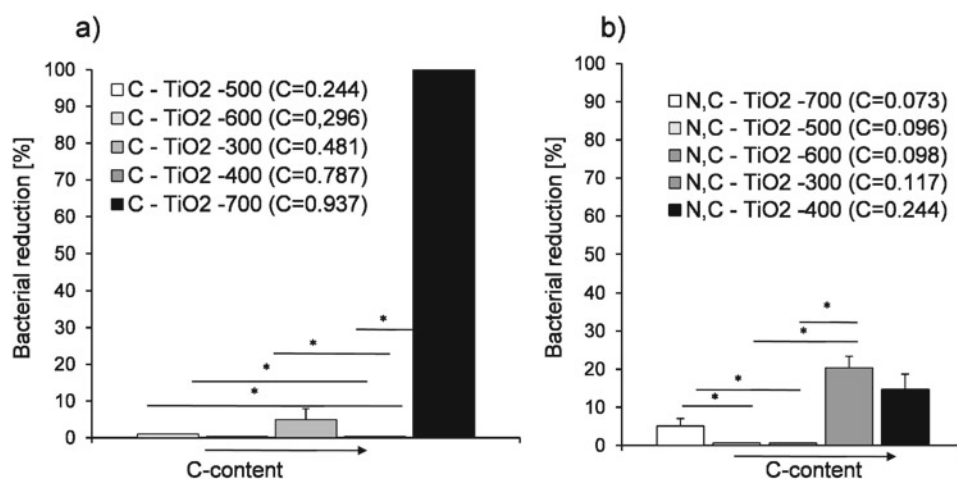 a)
Bacterial reduction [%]
100
90
80
70
60
50
40
30
20
10
0
C - TiO2 -500 (C=0.244)
C - TiO2 -600 (C=0,296)
C - TiO2 -300 (C=0.481)
C - TiO2 -400 (C=0.787)
C - TiO2 -700 (C=0.937)
*
*
*
*
C-content
b)
Bacterial reduction [%]
100
90
80
70
60
50
40
30
20
10
0
N,C - TiO2 -700 (C=0.073)
N,C - TiO2 -500 (C=0.096)
N,C - TiO2 -600 (C=0.098)
N,C - TiO2 -300 (C=0.117)
N,C - TiO2 -400 (C=0.244)
*
*
*
*
C-content